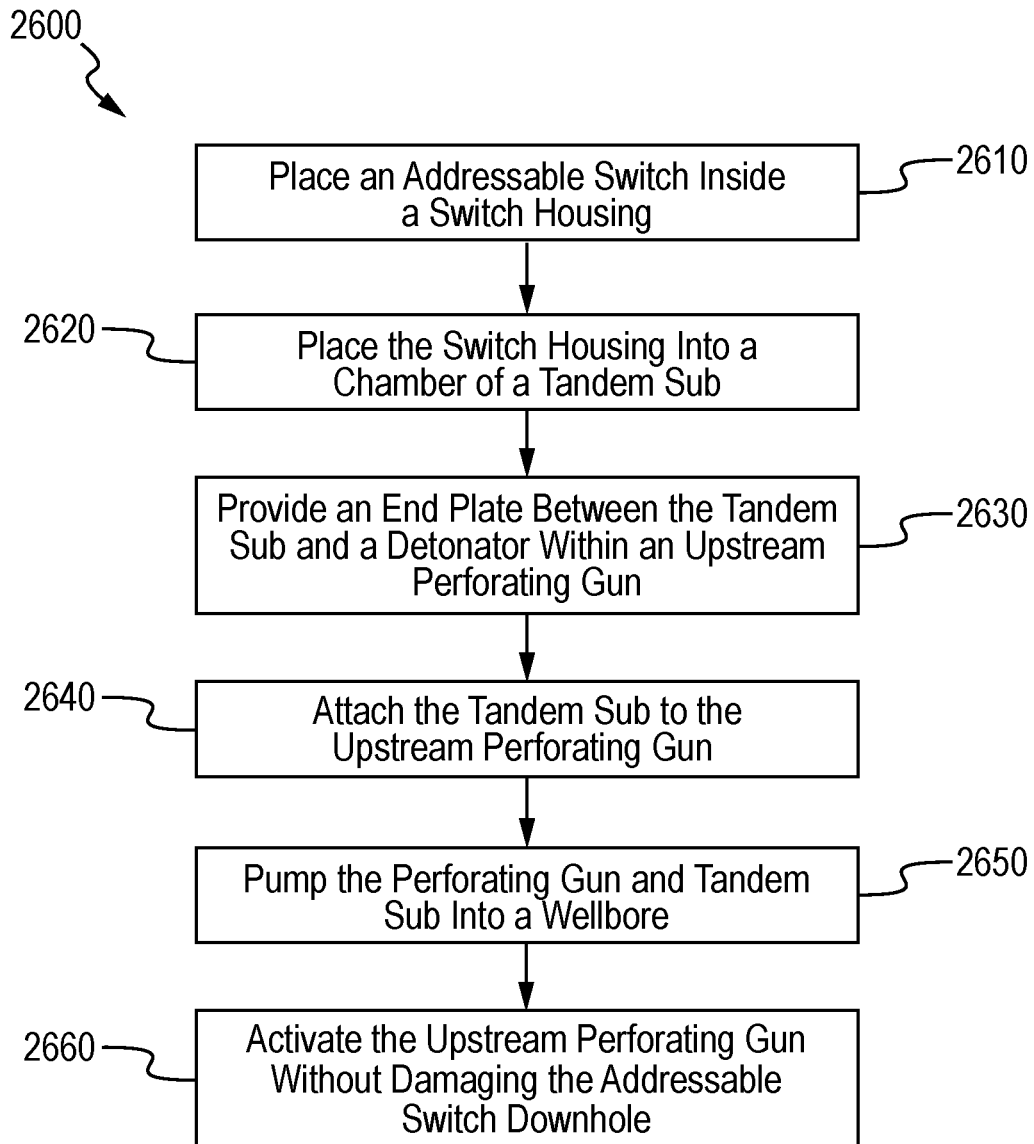 2600
Place an Addressable Switch Inside
a Switch Housing
2610
2620
Place the Switch Housing Into a
Chamber of a Tandem Sub
Provide an End Plate Between the Tandem
Sub and a Detonator Within an Upstream
Perforating Gun
2630
2640
Attach the Tandem Sub to the
Upstream Perforating Gun
Pump the Perforating Gun and Tandem
Sub Into a Wellbore
2650
2660
Activate the Upstream Perforating Gun
Without Damaging the Addressable
Switch Downhole